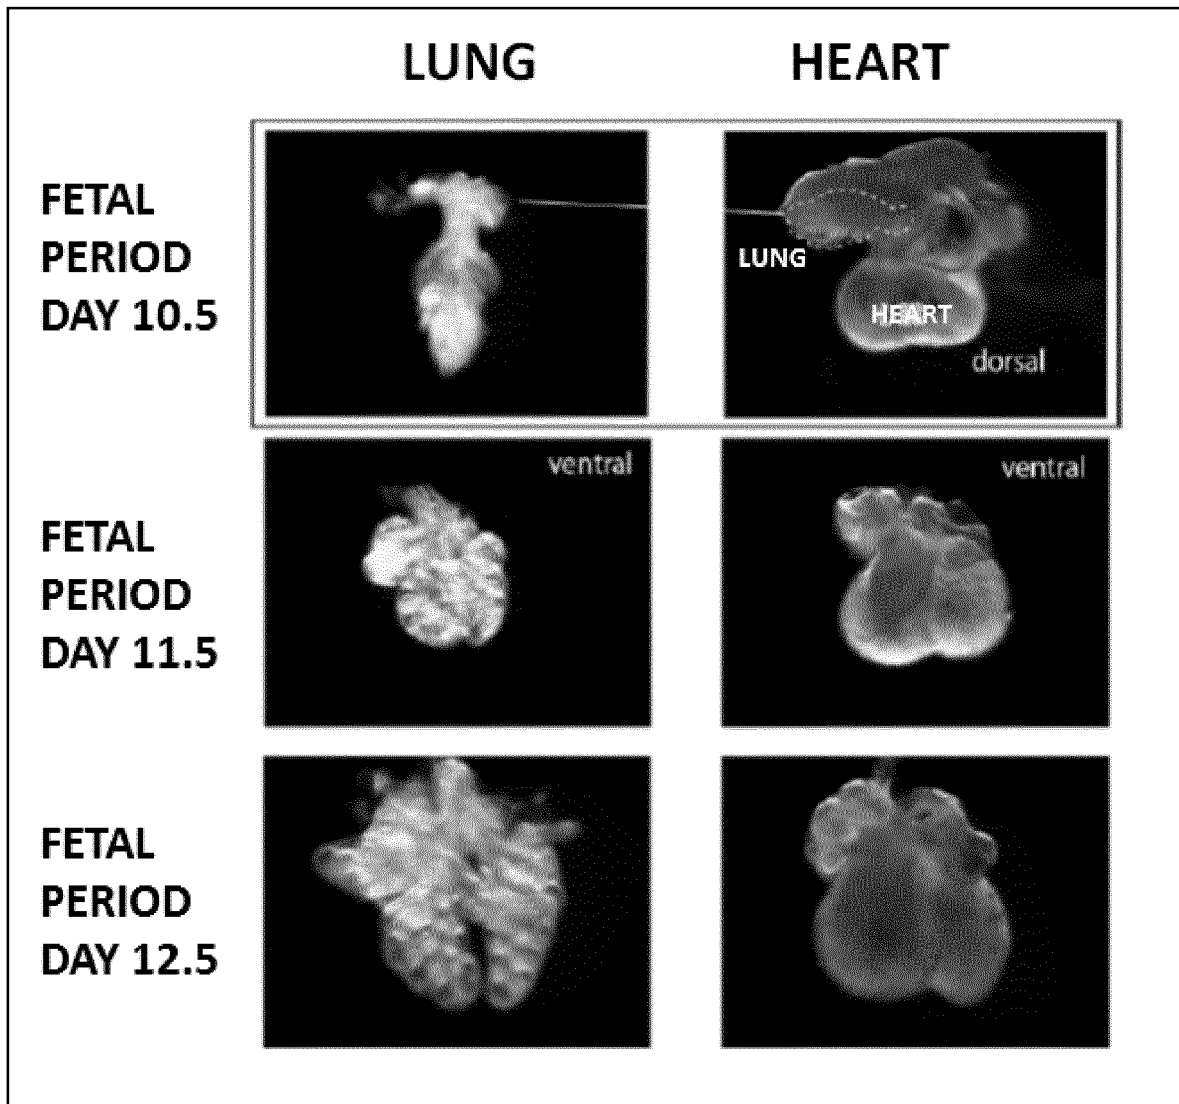 LUNG HEART
FETAL
PERIOD
DAY 10.5
LUNG
HEART
dorsal
FETAL
PERIOD
DAY 11.5
ventral
ventral
FETAL
PERIOD
DAY 12.5